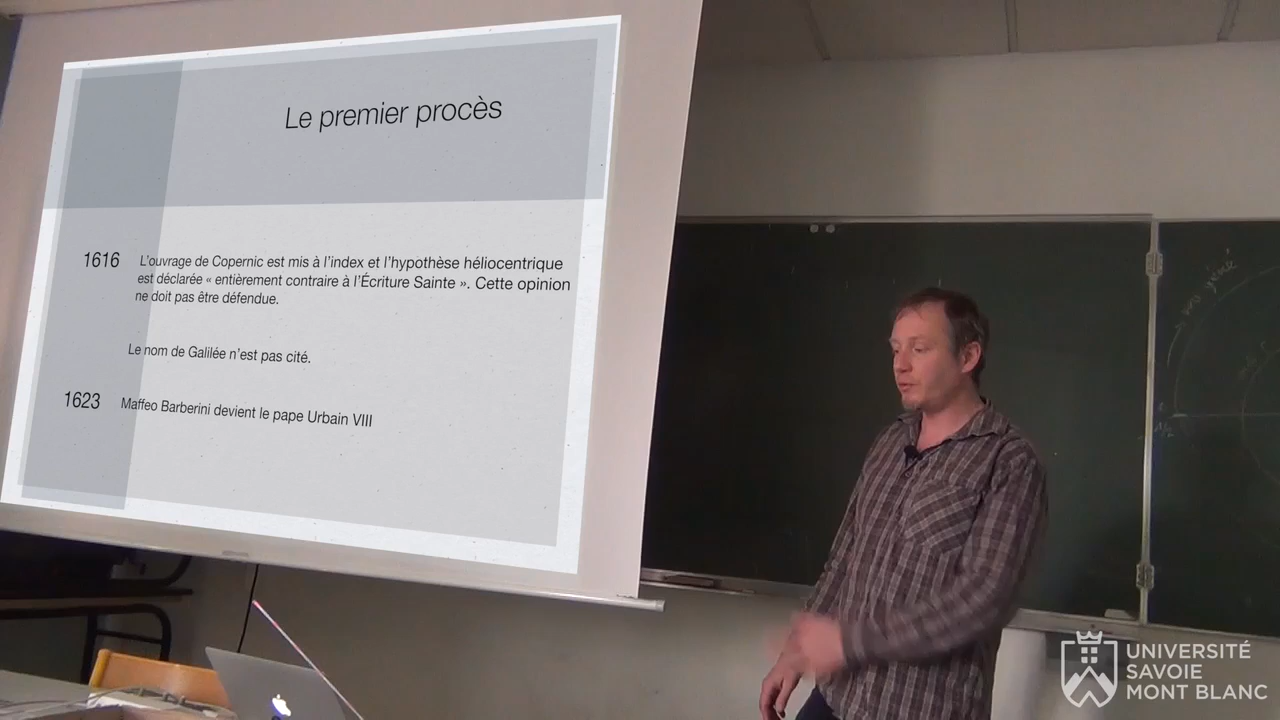 Le premier procès
1616 L'ouvrage de Copernic est mis à l'index et l'hypothèse héliocentrique
est déclarée « entièrement contraire à l'Écriture Sainte ». Cette opinion
ne doit pas être défendue.
Le nom de Galilée n'est pas cité.
1623 Maffeo Barberini devient le pape Urbain VIII
UNIVERSITÉ
SAVOIE
MONT BLANC